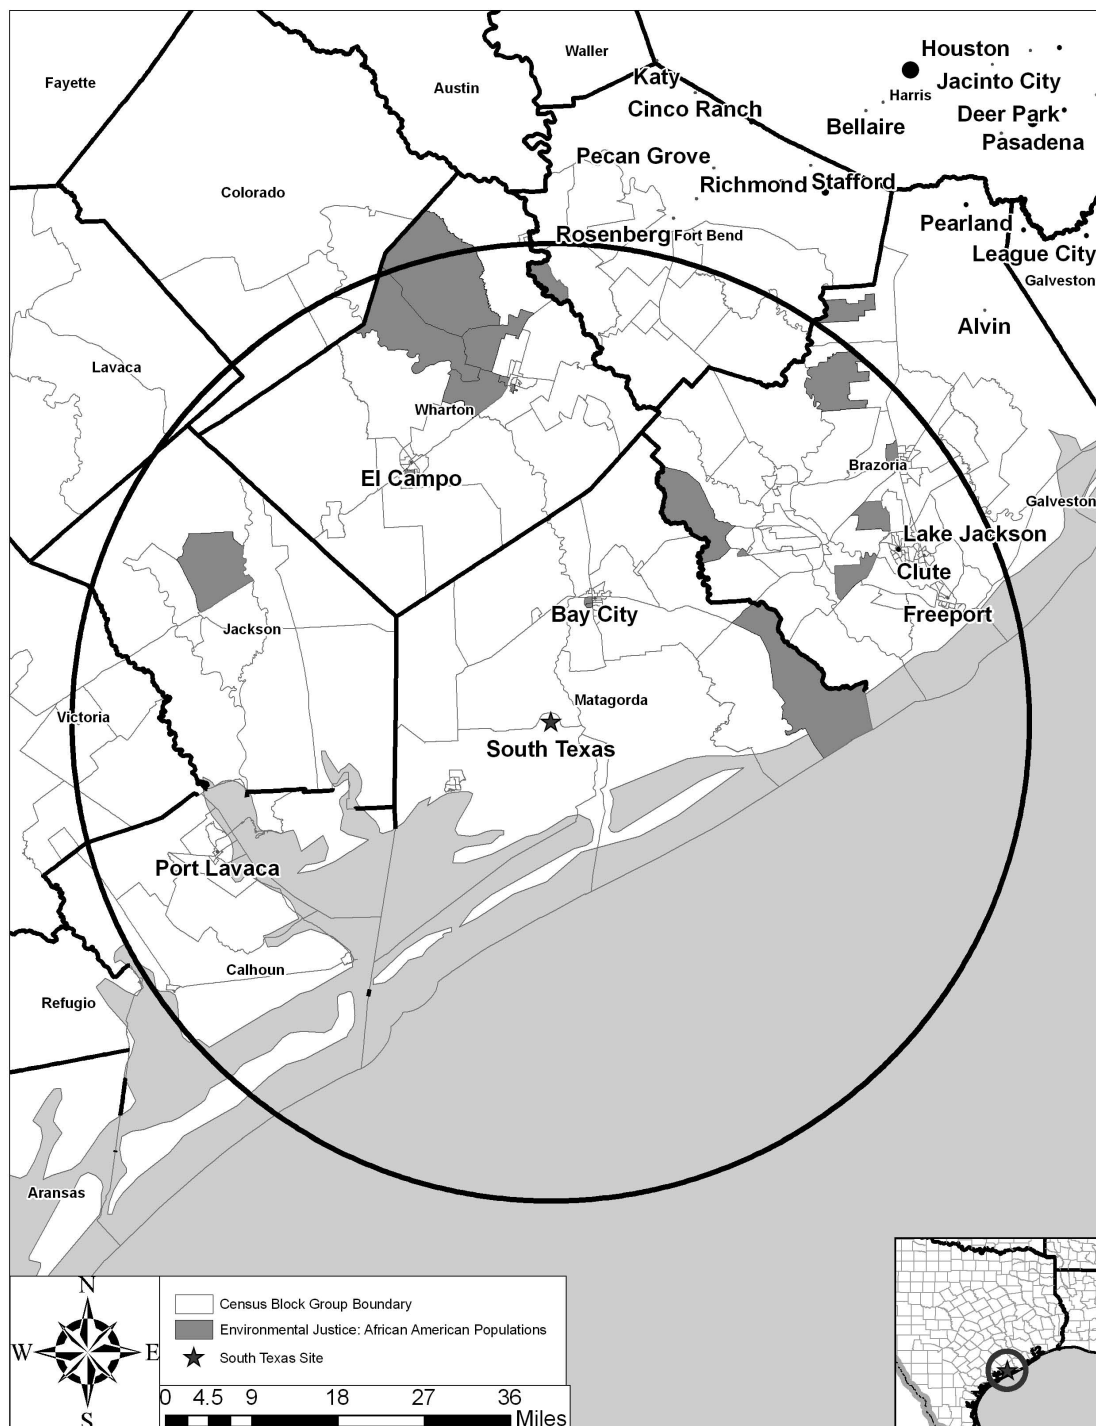 Waller
Houston
Fayette
Katy
Jacinto City
Austin
Harris
Cinco Ranch
Deer Park
Bellaire
Pasadena
Pecan Grove
Richmond
Stafford
Colorado
Pearland
Rosenberg
Fort Bend
League City
Galveston
Alvin
Lavaca
Wharton
Brazoria
El Campo
Galveston
Lake Jackson
Clute
Bay City
Freeport
Jackson
Matagorda
Victoria
South Texas
Port Lavaca
Calhoun
Refugio
Aransas
N
W
E
S
Census Block Group Boundary
Environmental Justice: African American Populations
South Texas Site
0 4.5 9 18 27 36
Miles